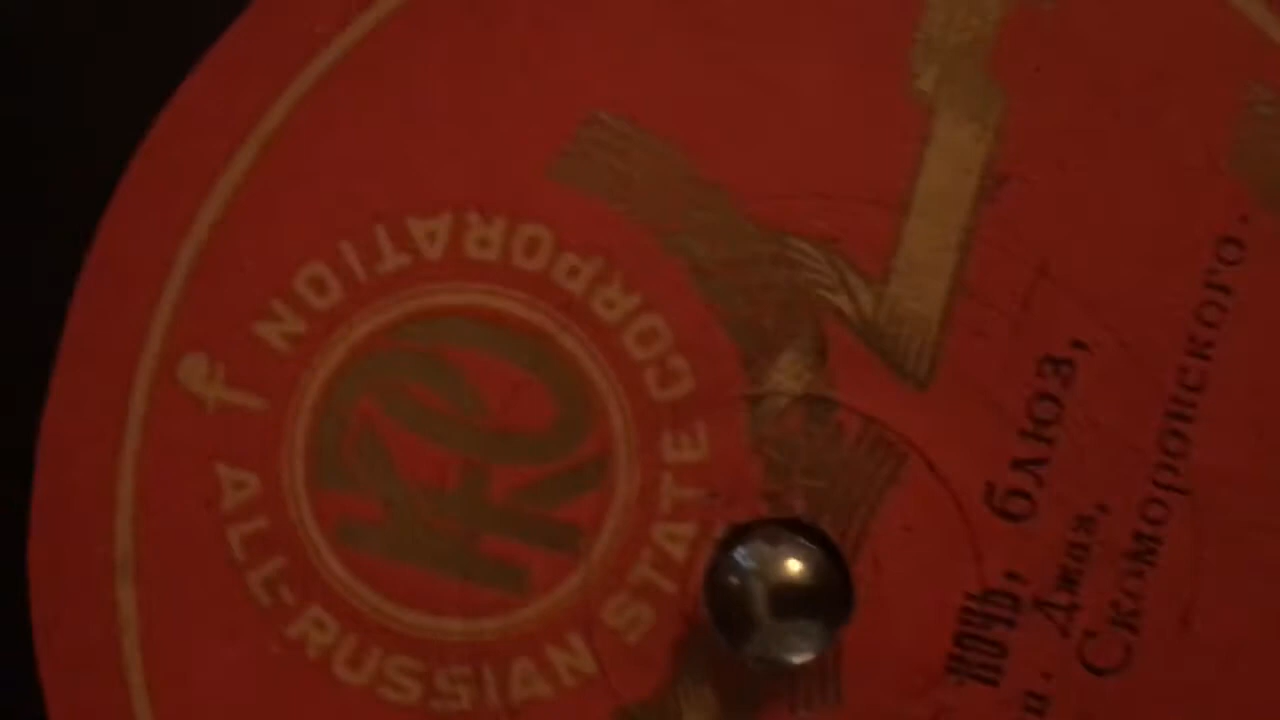 ALL-RUSSIAN STATE CORPORATION
ночь, блюз,
Джаз,
Скоморовского.